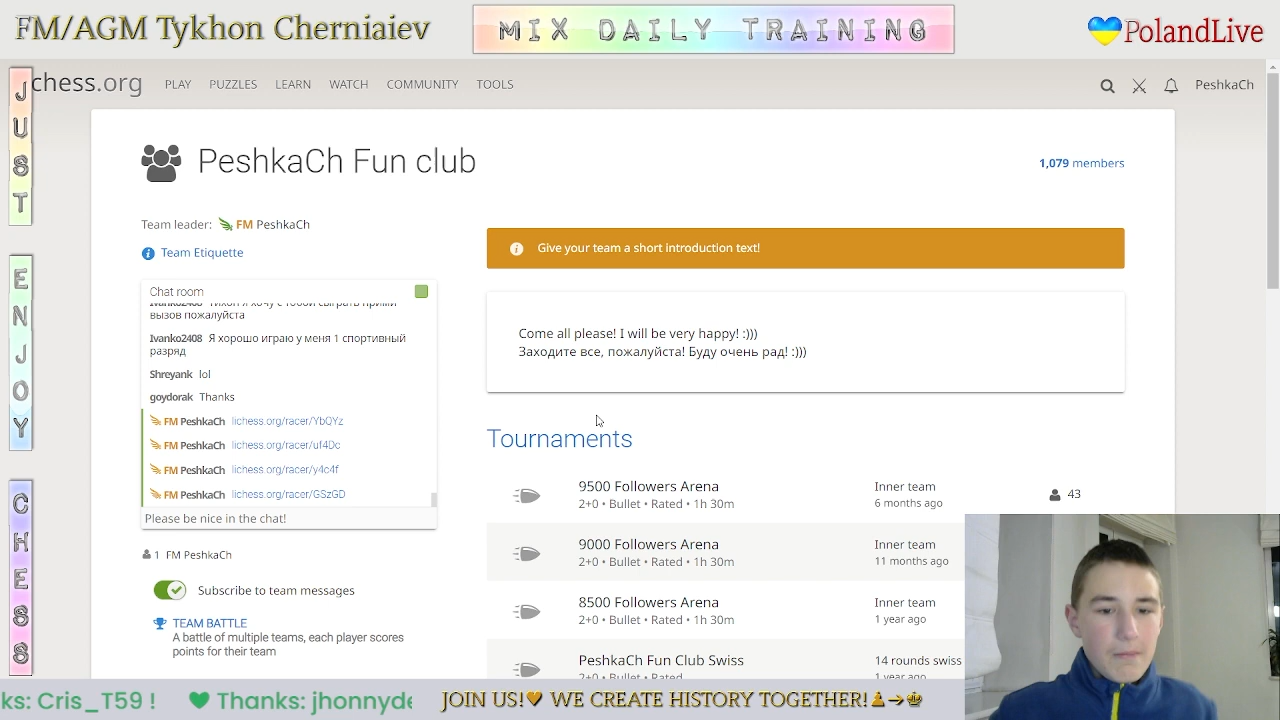 FM/AGM Tykhon Cherniaiev
MIX DAILY TRAINING
PolandLive
JUST
ENJOY
CHESS
chess.org
PLAY PUZZLES LEARN WATCH COMMUNITY TOOLS
PeshkaCh
PeshkaCh Fun club
1,079 members
Team leader: FM PeshkaCh
Team Etiquette
Give your team a short introduction text!
Chat room
Ivanko2408 Тихон я хочу с тобой сыграть прими
вызов пожалуйста
Ivanko2408 Я хорошо играю у меня 1 спортивный
разряд
Shreyank lol
goydorak Thanks
FM PeshkaCh lichess.org/racer/YbQYz
FM PeshkaCh lichess.org/racer/uf4Dc
FM PeshkaCh lichess.org/racer/y4c4f
FM PeshkaCh lichess.org/racer/GSzGD
Please be nice in the chat!
1 FM PeshkaCh
Subscribe to team messages
TEAM BATTLE
A battle of multiple teams, each player scores
points for their team
Come all please! I will be very happy! :)))
Заходите все, пожалуйста! Буду очень рад! :)))
Tournaments
9500 Followers Arena
2+0 • Bullet • Rated • 1h 30m
Inner team
6 months ago
43
9000 Followers Arena
2+0 • Bullet • Rated • 1h 30m
Inner team
11 months ago
8500 Followers Arena
2+0 • Bullet • Rated • 1h 30m
Inner team
1 year ago
PeshkaCh Fun Club Swiss
14 rounds swiss
ks: Cris_T59 ! Thanks: jhonnyde
JOIN US! WE CREATE HISTORY TOGETHER!